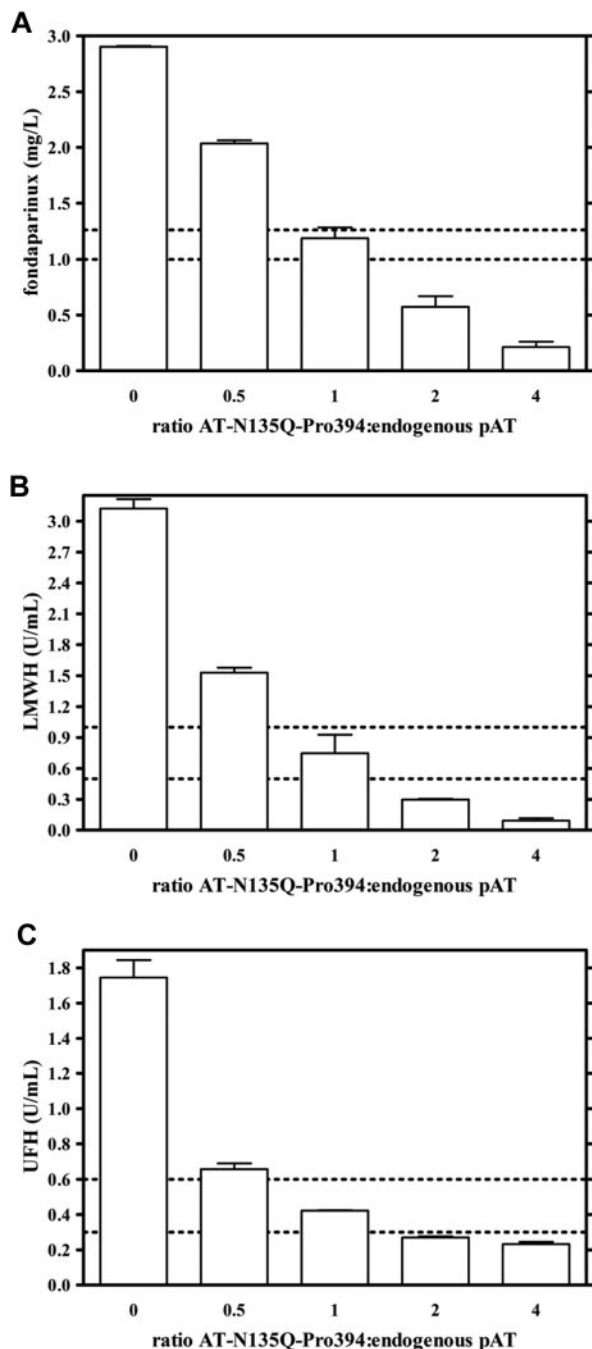 A
fondaparinux (mg/L)
3.0
2.5
2.0
1.5
1.0
0.5
0.0
0 0.5 1 2 4
ratio AT-N135Q-Pro394:endogenous pAT
B
LMWH (U/mL)
3.0
2.7
2.4
2.1
1.8
1.5
1.2
0.9
0.6
0.3
0.0
0 0.5 1 2 4
ratio AT-N135Q-Pro394:endogenous pAT
C
UFH (U/mL)
1.8
1.6
1.4
1.2
1.0
0.8
0.6
0.4
0.2
0.0
0 0.5 1 2 4
ratio AT-N135Q-Pro394:endogenous pAT